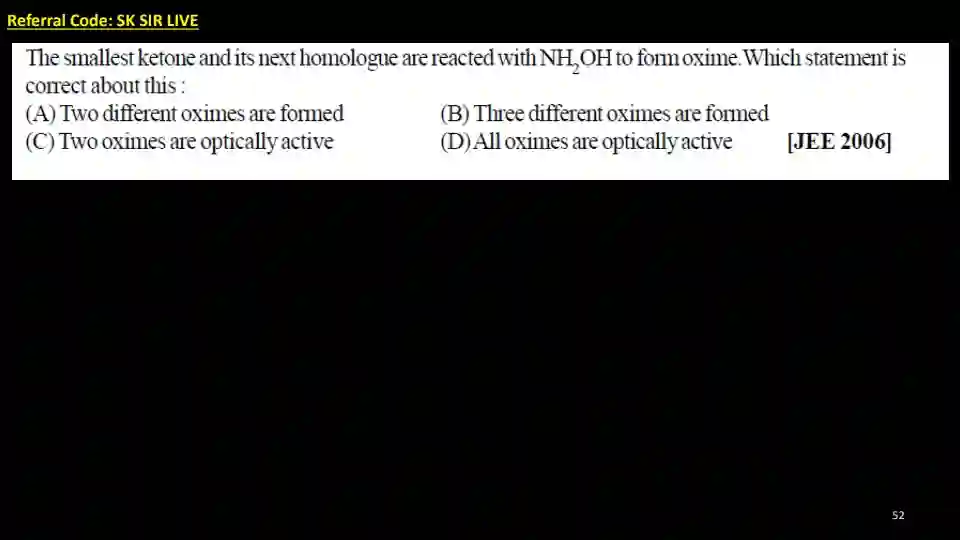 Referral Code: SK SIR LIVE
The smallest ketone and its next homologue are reacted with NH2OH to form oxime. Which statement is
correct about this :
(A) Two different oximes are formed (B) Three different oximes are formed
(C) Two oximes are optically active (D) All oximes are optically active [JEE 2006]
52